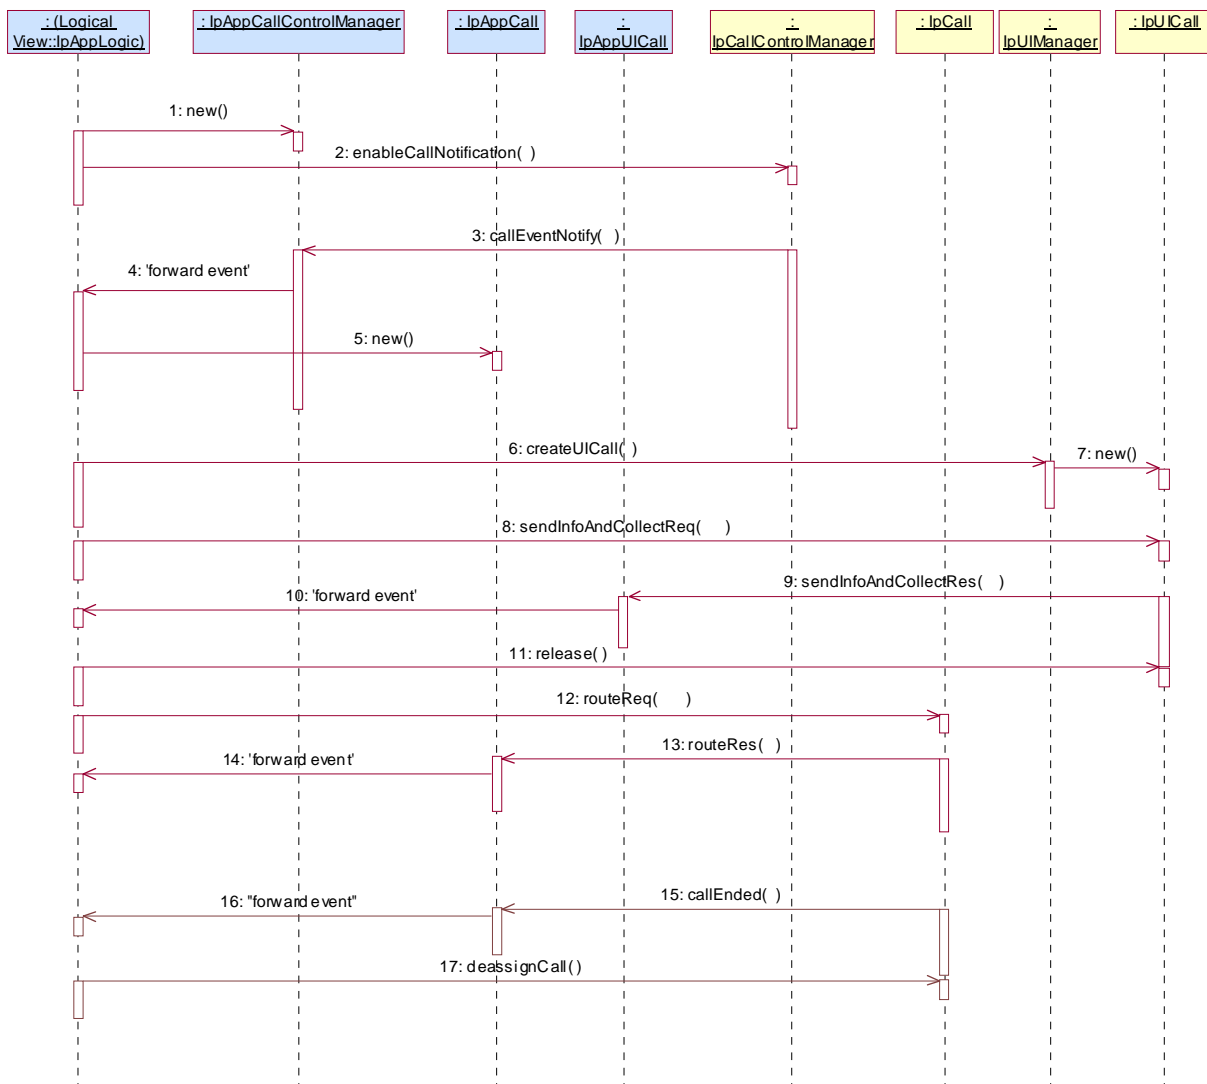 : (Logical
View::IpAppLogic)
: IpAppCallControlManager
: IpAppCall
:
IpAppUICall
:
IpCallControlManager
: IpCall
:
IpUIManager
: IpUICall
1: new()
2: enableCallNotification( )
3: callEventNotify( )
4: 'forward event'
5: new()
6: createUICall( )
7: new()
8: sendInfoAndCollectReq( )
9: sendInfoAndCollectRes( )
10: 'forward event'
11: release( )
12: routeReq( )
13: routeRes( )
14: 'forward event'
15: callEnded( )
16: "forward event"
17: deassignCall( )